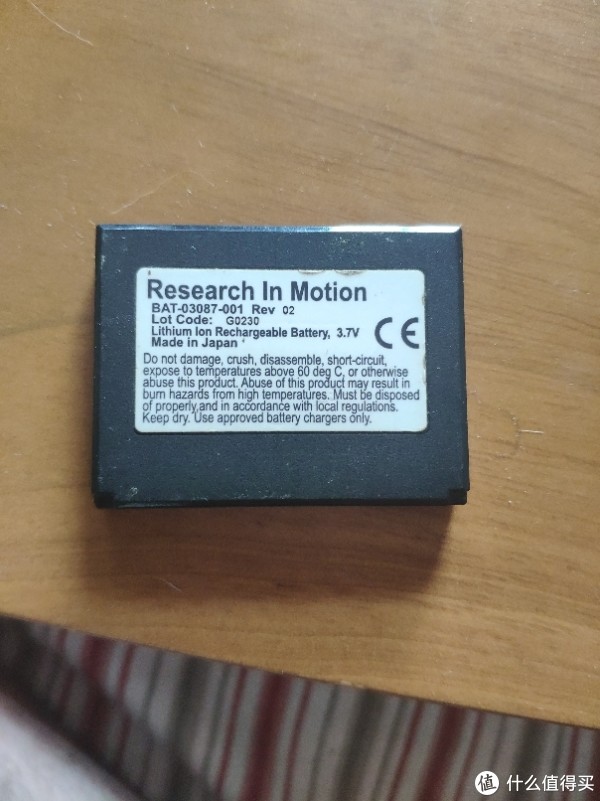 Research In Motion
BAT-03087-001 Rev 02
Lot Code: G0230
Lithium Ion Rechargeable Battery, 3.7V
Made in Japan
CE
Do not damage, crush, disassemble, short-circuit,
expose to temperatures above 60 deg C, or otherwise
abuse this product. Abuse of this product may result in
burn hazards from high temperatures. Must be disposed
of properly and in accordance with local regulations.
Keep dry. Use approved battery chargers only.
值 什么值得买